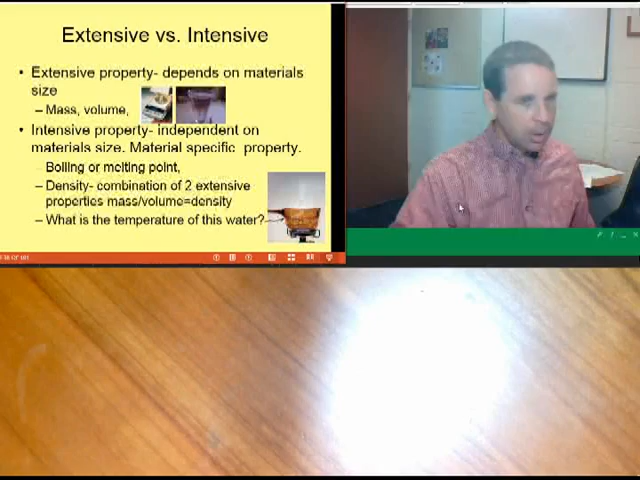 Extensive vs. Intensive
• Extensive property- depends on materials
size
– Mass, volume,
• Intensive property- independent on
materials size. Material specific property.
– Boiling or melting point,
– Density- combination of 2 extensive
properties mass/volume=density
– What is the temperature of this water?